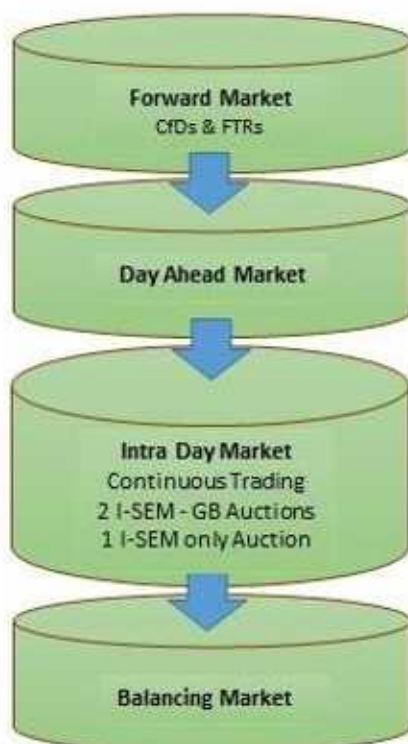 Forward Market
CfDs & FTRs
Day Ahead Market
Intra Day Market
Continuous Trading
2 I-SEM - GB Auctions
1 I-SEM only Auction
Balancing Market